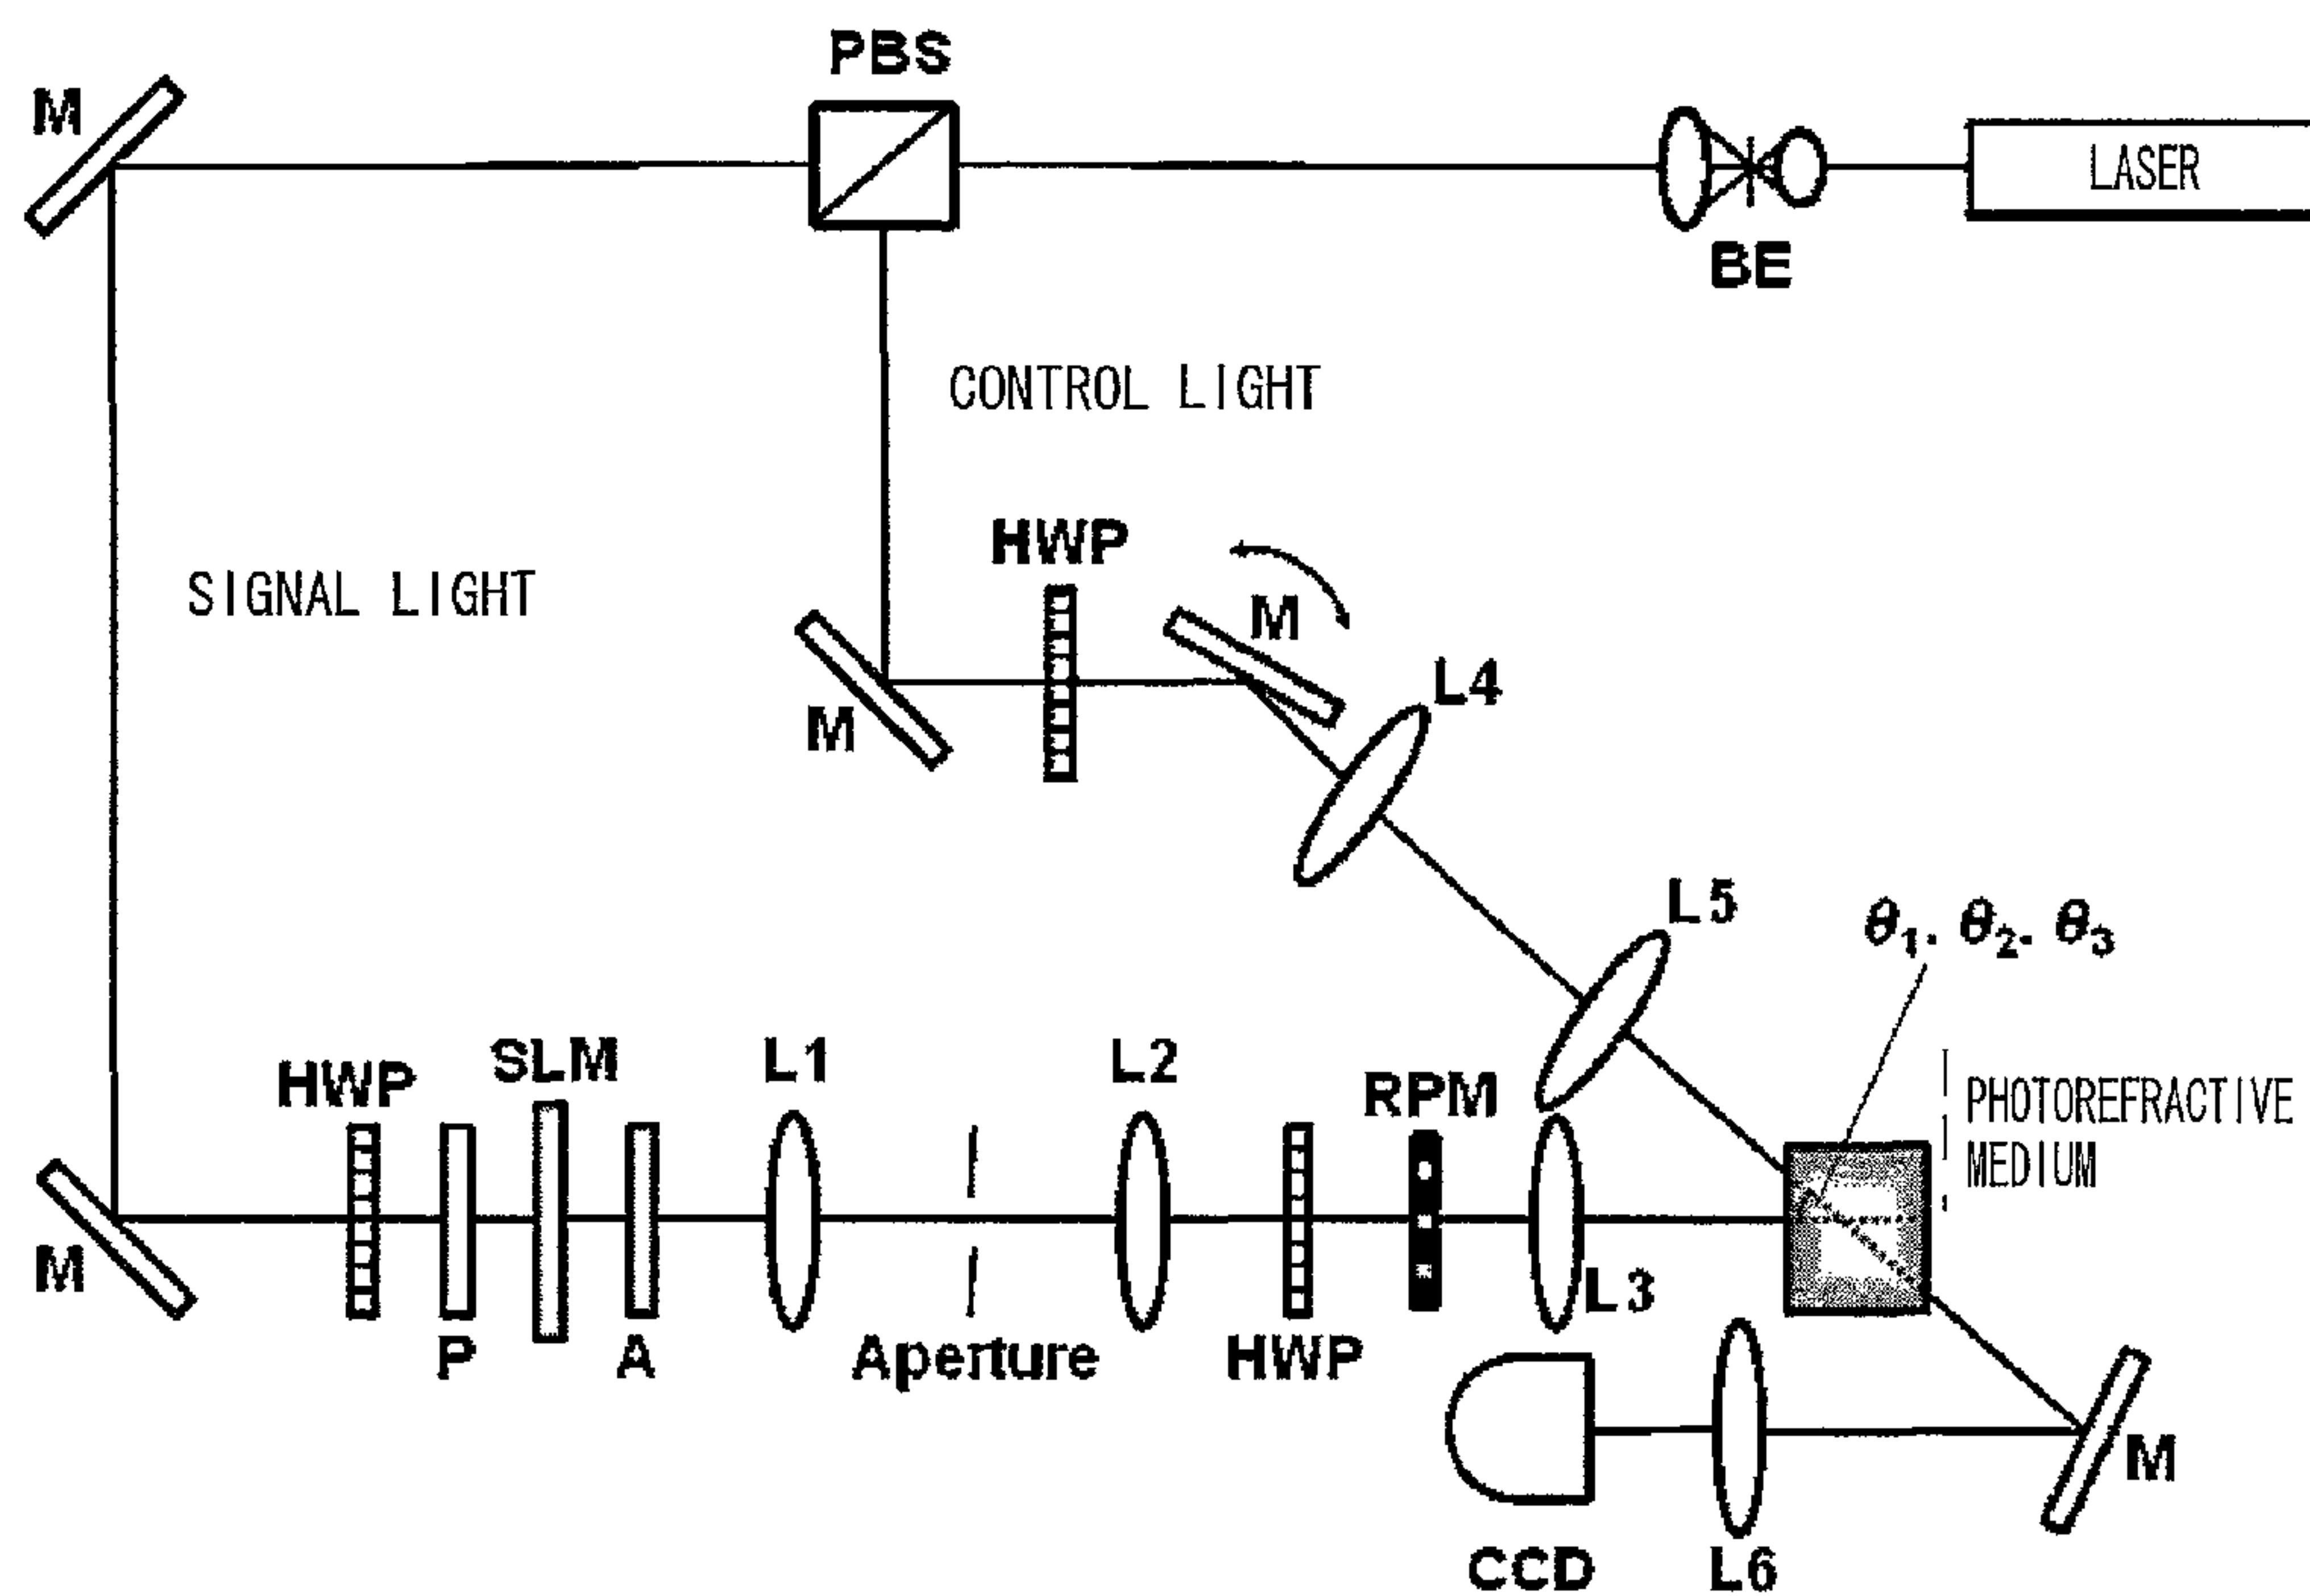 PBS
M
LASER
BE
CONTROL LIGHT
HWP
SIGNAL LIGHT
M
L4
M
L5
θ1. θ2. θ3
HWP
SLM
L1
L2
RPM
PHOTOREFRACTIVE
MEDIUM
M
L3
P
A
Aperture
HWP
M
CCD
L6